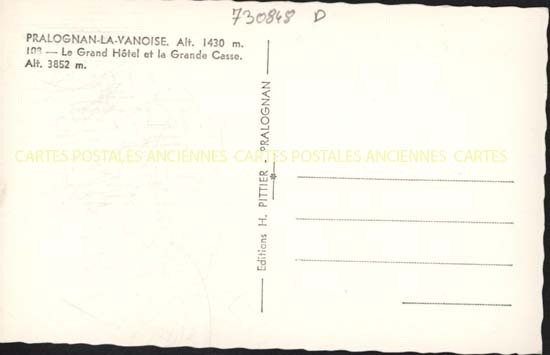 730848 D
PRALOGNAN-LA-VANOISE. Alt. 1430 m.
102 — Le Grand Hôtel et la Grande Casse.
Alt. 3852 m.
CARTES POSTALES ANCIENNES CARTES POSTALES ANCIENNES CARTES
Editions H. PITTIER - PRALOGNAN